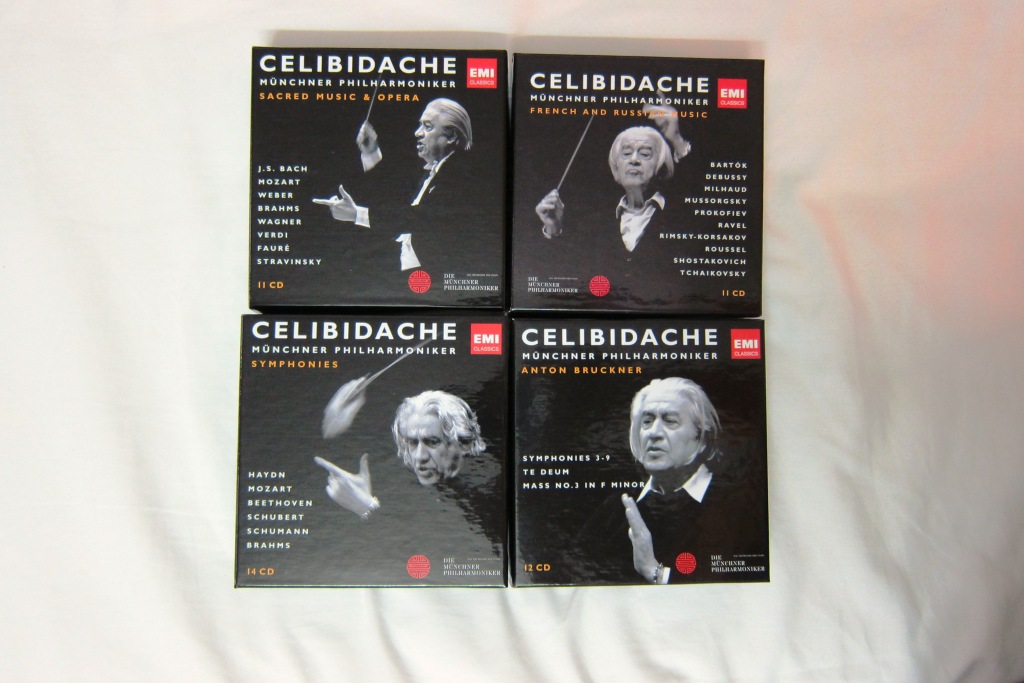 CELIBIDACHE
MÜNCHNER PHILHARMONIKER
SACRED MUSIC & OPERA
EMI
CLASSICS
J.S. BACH
MOZART
WEBER
BRAHMS
WAGNER
VERDI
FAURÉ
STRAVINSKY
11 CD
DIE
MÜNCHNER
PHILHARMONIKER
CELIBIDACHE
MÜNCHNER PHILHARMONIKER
FRENCH AND RUSSIAN MUSIC
EMI
CLASSICS
BARTÓK
DEBUSSY
MILHAUD
MUSSORGSKY
PROKOFIEV
RAVEL
RIMSKY-KORSAKOV
ROUSSEL
SHOSTAKOVICH
TCHAIKOVSKY
DIE
MÜNCHNER
PHILHARMONIKER
11 CD
CELIBIDACHE
MÜNCHNER PHILHARMONIKER
SYMPHONIES
EMI
CLASSICS
HAYDN
MOZART
BEETHOVEN
SCHUBERT
SCHUMANN
BRAHMS
14 CD
DIE
MÜNCHNER
PHILHARMONIKER
CELIBIDACHE
MÜNCHNER PHILHARMONIKER
ANTON BRUCKNER
EMI
CLASSICS
SYMPHONIES 3-9
TE DEUM
MASS NO.3 IN F MINOR
12 CD
DIE
MÜNCHNER
PHILHARMONIKER